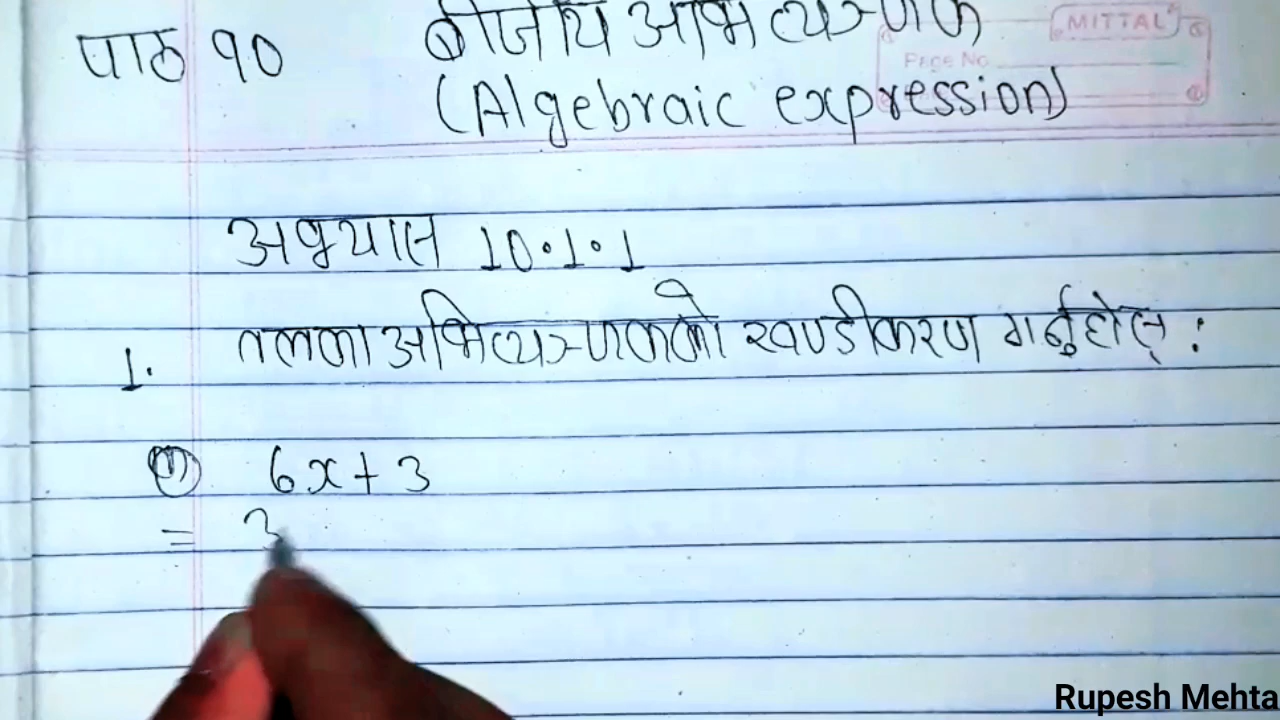 पाठ १० बीजीय अभिव्यञ्जक
MITTAL
Page No
(Algebraic expression)
अभ्यास 10.1.1
1. तलका अभिव्यञ्जकको खण्डीकरण गर्नुहोस् :
6x + 3
= 3
Rupesh Mehta